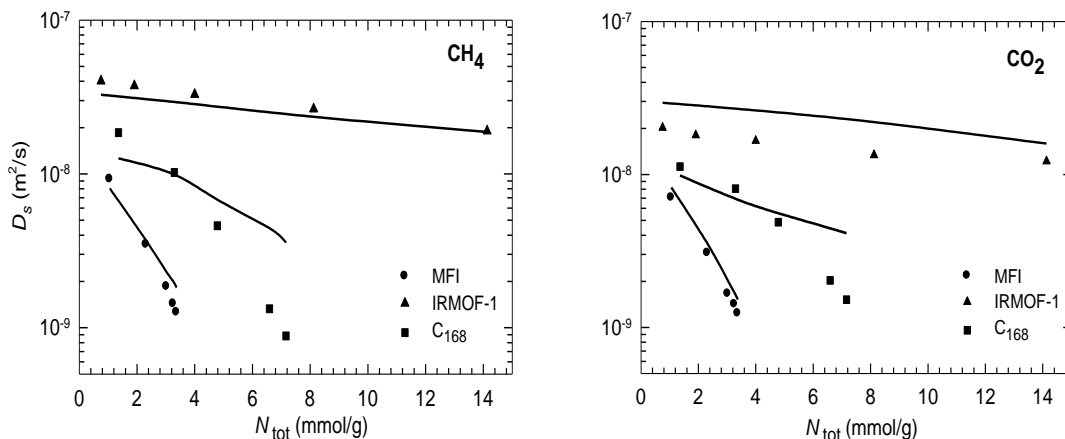 10⁻⁷
10⁻⁸
10⁻⁹
D_s (m²/s)
CH₄
MFI
IRMOF-1
C₁₆₈
0 2 4 6 8 10 12 14
N_tot (mmol/g)
10⁻⁷
10⁻⁸
10⁻⁹
CO₂
MFI
IRMOF-1
C₁₆₈
0 2 4 6 8 10 12 14
N_tot (mmol/g)